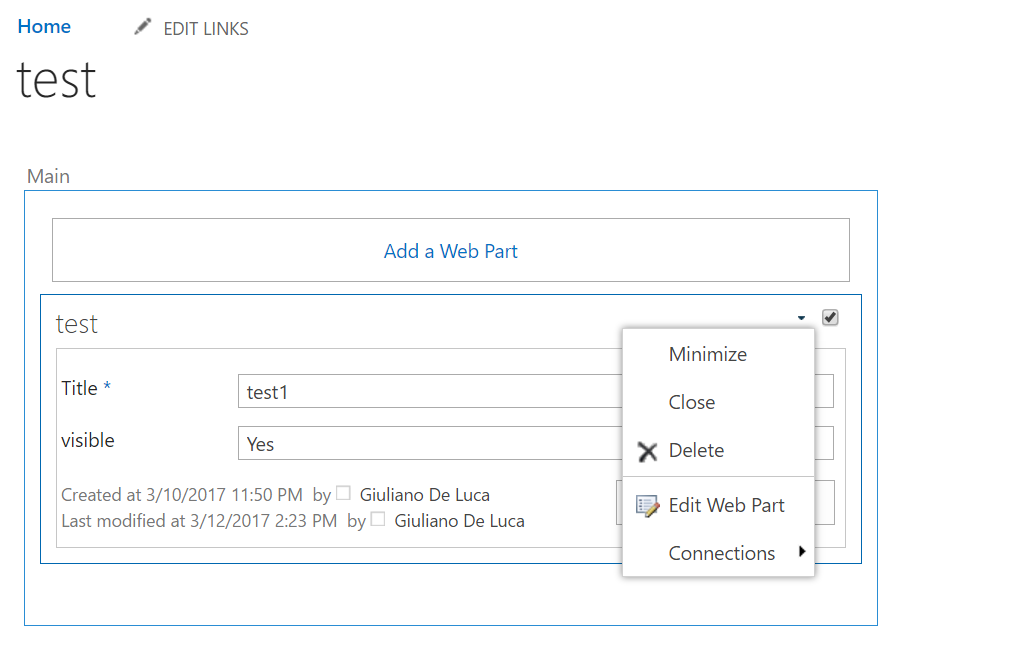 Home EDIT LINKS
test
Main
Add a Web Part
test
Minimize
Close
Delete
Edit Web Part
Connections
Title * test1
visible Yes
Created at 3/10/2017 11:50 PM by Giuliano De Luca
Last modified at 3/12/2017 2:23 PM by Giuliano De Luca